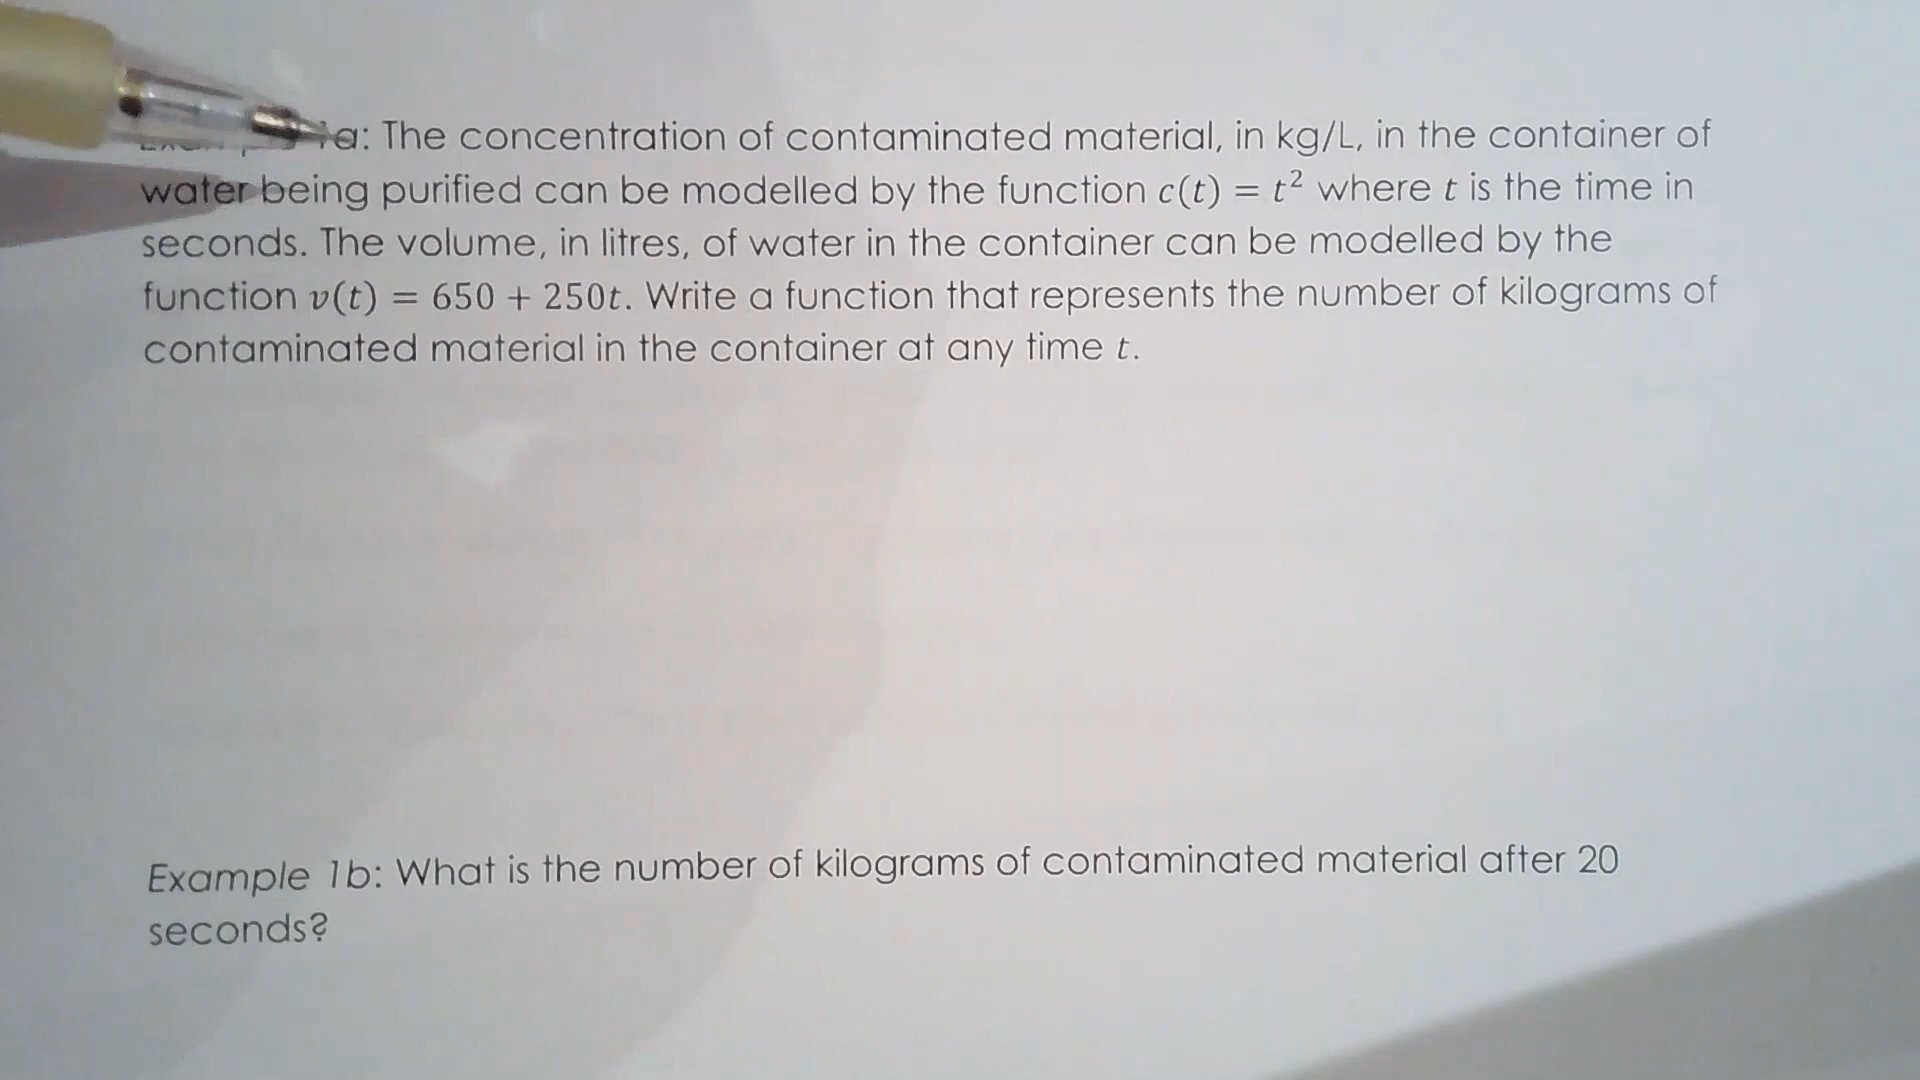 a: The concentration of contaminated material, in kg/L, in the container of
water being purified can be modelled by the function c(t) = t² where t is the time in
seconds. The volume, in litres, of water in the container can be modelled by the
function v(t) = 650 + 250t. Write a function that represents the number of kilograms of
contaminated material in the container at any time t.
Example 1b: What is the number of kilograms of contaminated material after 20
seconds?